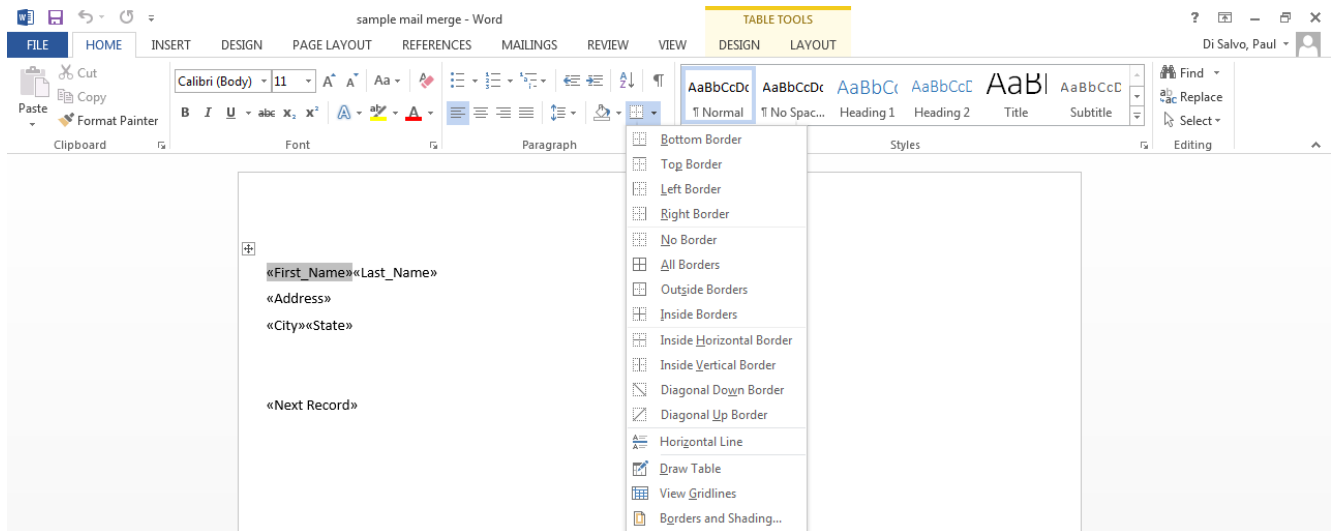 sample mail merge - Word
TABLE TOOLS
FILE HOME INSERT DESIGN PAGE LAYOUT REFERENCES MAILINGS REVIEW VIEW DESIGN LAYOUT Di Salvo, Paul
Paste
Cut
Copy
Format Painter
Clipboard
Calibri (Body) 11 A A Aa
B I U abc X₂ X² A aby A
Font
Paragraph
AaBbCcDc AaBbCcDc AaBbC( AaBbCcC AaB AaBbCcC
¶ Normal ¶ No Spac... Heading 1 Heading 2 Title Subtitle
Styles
Find
Replace
Select
Editing
«First_Name»«Last_Name»
«Address»
«City»«State»
«Next Record»
Bottom Border
Top Border
Left Border
Right Border
No Border
All Borders
Outside Borders
Inside Borders
Inside Horizontal Border
Inside Vertical Border
Diagonal Down Border
Diagonal Up Border
Horizontal Line
Draw Table
View Gridlines
Borders and Shading...